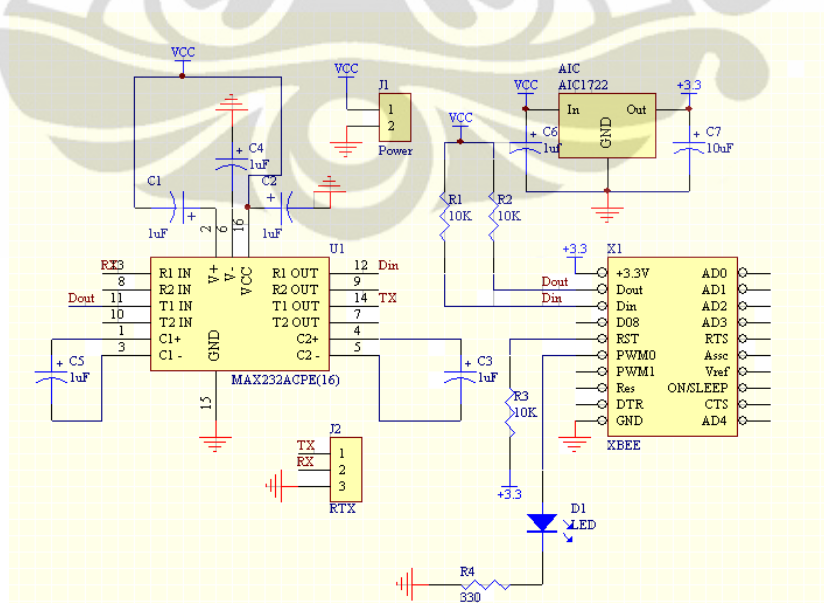 VCC
C4
1uF
C1
1uF
C2
1uF
2
6
16
VCC
J1
1
2
Power
AIC
AIC1722
VCC
+3.3
In
Out
GND
C6
1uf
C7
10uF
VCC
R1
10K
R2
10K
U1
RX
13
8
Dout
11
10
1
3
R1 IN
R2 IN
T1 IN
T2 IN
C1+
C1 -
V+
V-
VCC
GND
R1 OUT
R2 OUT
T1 OUT
T2 OUT
C2+
C2 -
12
Din
9
14
TX
7
4
5
MAX232ACPE(16)
15
C5
1uF
C3
1uF
J2
TX
RX
1
2
3
RTX
+3.3
X1
Dout
Din
+3.3V
Dout
Din
D08
RST
PWM0
PWM1
Res
DTR
GND
AD0
AD1
AD2
AD3
RTS
Assc
Vref
ON/SLEEP
CTS
AD4
XBEE
R3
10K
+3.3
D1
LED
R4
330